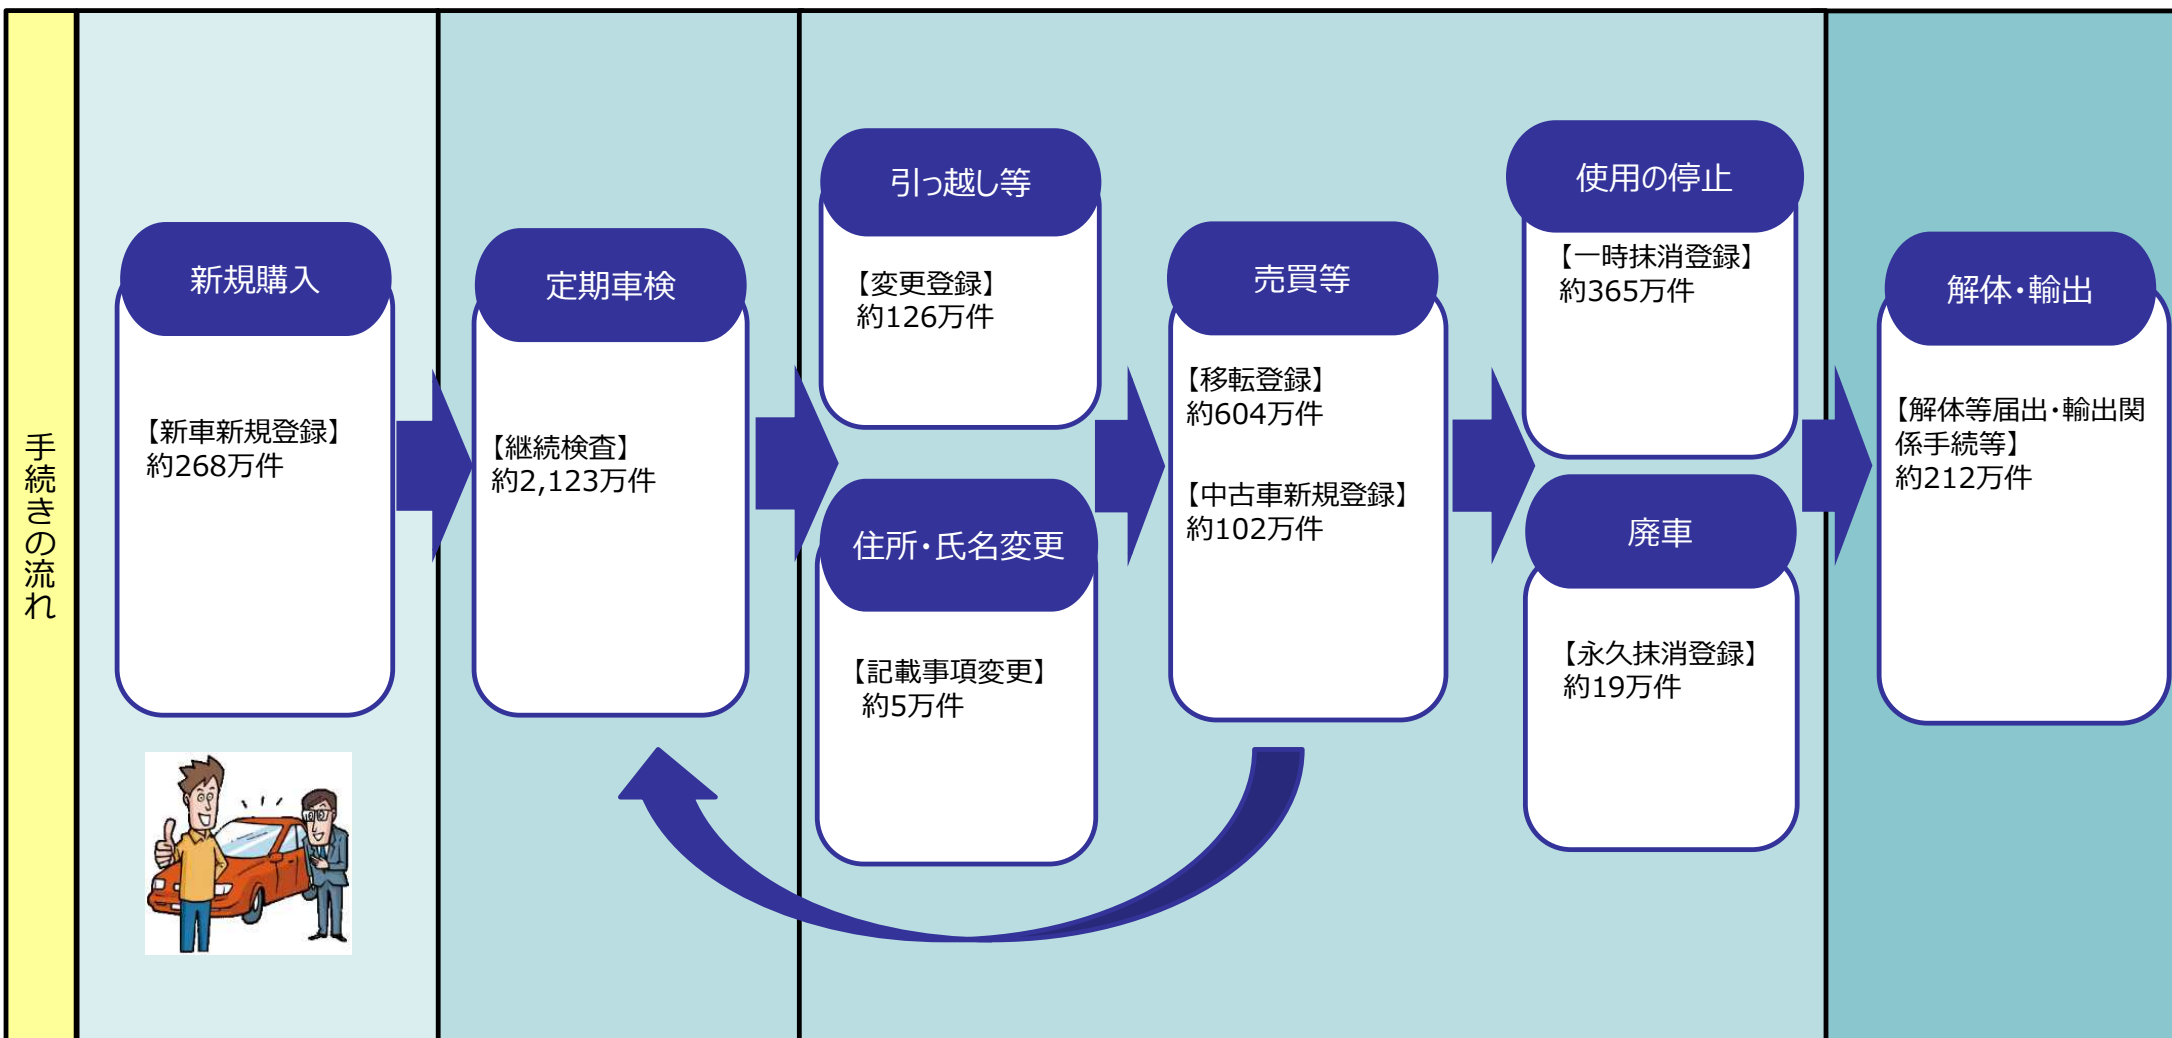 手続きの流れ
新規購入
【新車新規登録】
約268万件
定期車検
【継続検査】
約2,123万件
引っ越し等
【変更登録】
約126万件
住所・氏名変更
【記載事項変更】
約5万件
売買等
【移転登録】
約604万件
【中古車新規登録】
約102万件
使用の停止
【一時抹消登録】
約365万件
廃車
【永久抹消登録】
約19万件
解体・輸出
【解体等届出・輸出関
係手続等】
約212万件